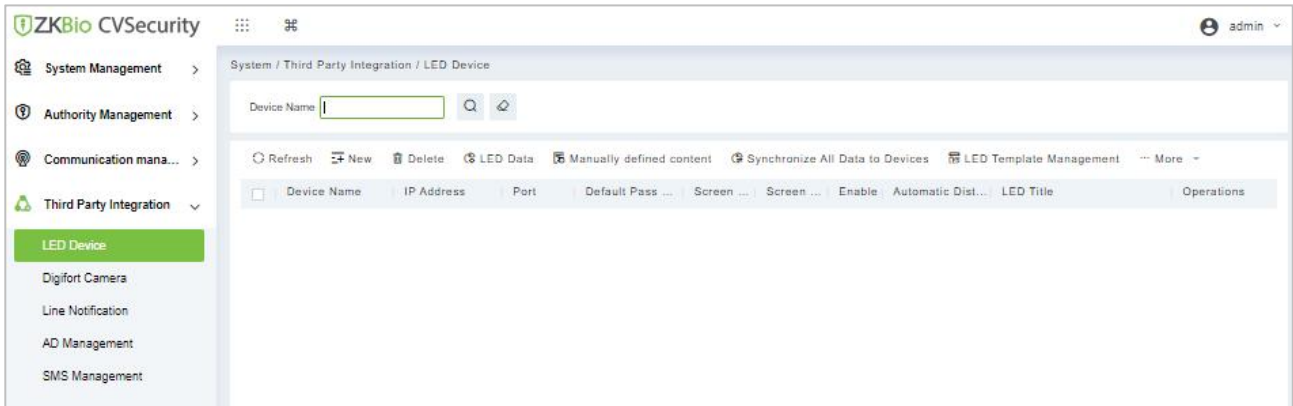 ZKBio CVSecurity
admin
System Management
Authority Management
Communication mana...
Third Party Integration
LED Device
Digifort Camera
Line Notification
AD Management
SMS Management
System / Third Party Integration / LED Device
Device Name
Refresh New Delete LED Data Manually defined content Synchronize All Data to Devices LED Template Management ··· More
Device Name IP Address Port Default Pass ... Screen ... Screen ... Enable Automatic Dist... LED Title Operations